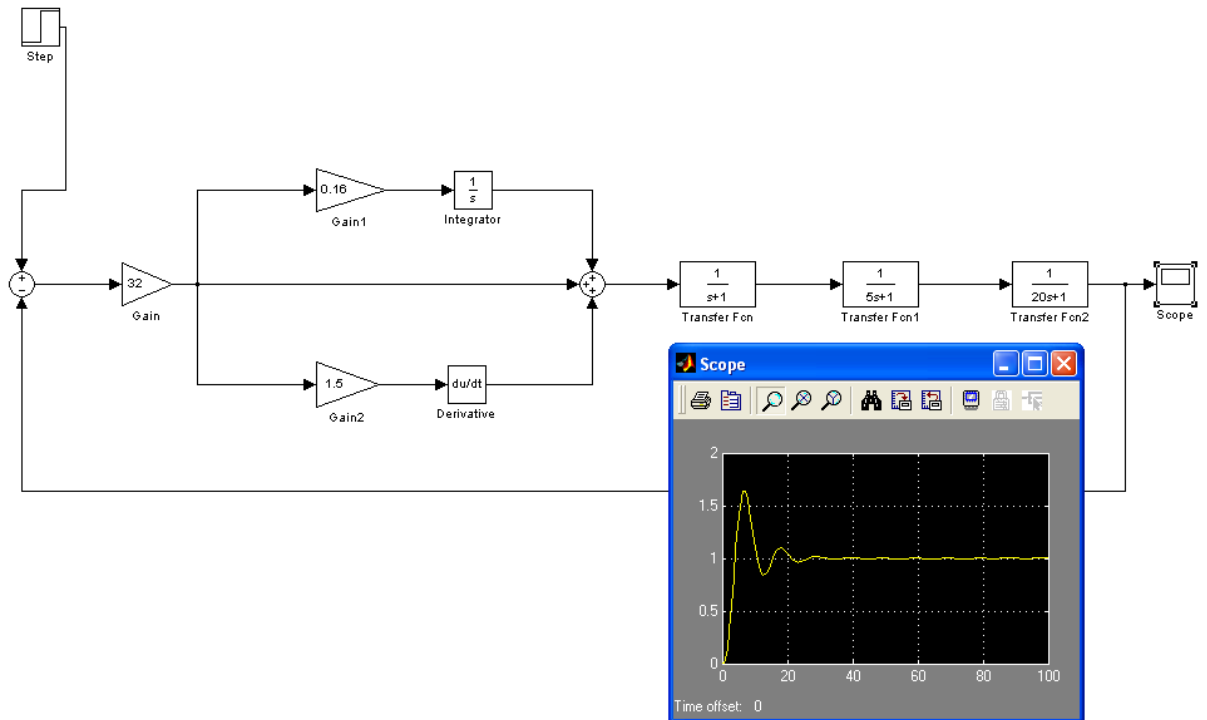 Step
0.16
1
s
Gain1
Integrator
+
−
32
Gain
+
+
+
1
s+1
Transfer Fcn
1
5s+1
Transfer Fcn1
1
20s+1
Transfer Fcn2
Scope
1.5
Gain2
du/dt
Derivative
Scope
2
1.5
1
0.5
0
0 20 40 60 80 100
Time offset: 0